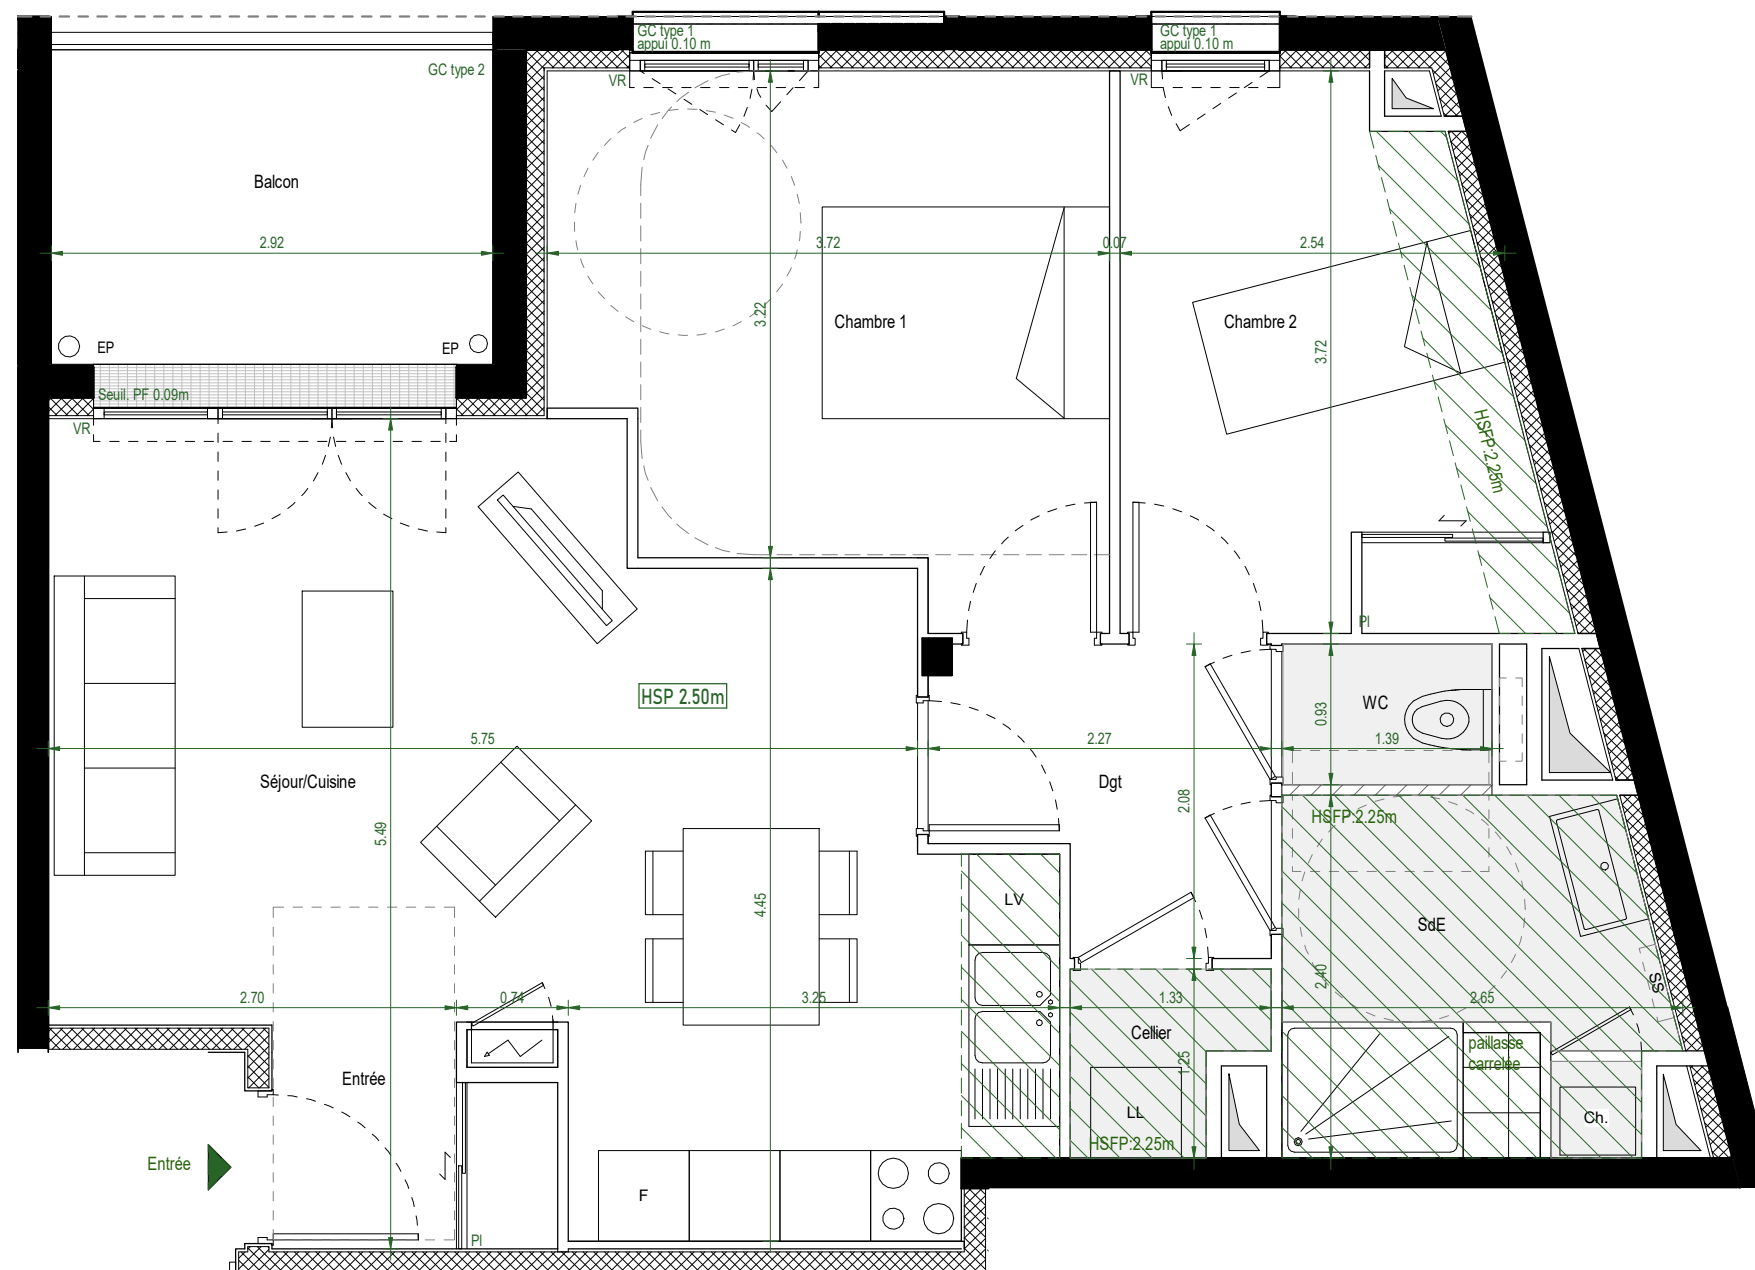 GC type 1
appui 0.10 m
GC type 1
appui 0.10 m
GC type 2
VR
VR
Balcon
2.92
3.72
0.07
2.54
3.22
Chambre 1
Chambre 2
3.72
EP
EP
Seuil. PF 0.09m
VR
HSFP:2.25m
PI
HSP 2.50m
WC
0.93
5.75
2.27
1.39
Séjour/Cuisine
Dgt
2.08
HSFP:2.25m
5.49
4.45
LV
SdE
2.40
SS
2.70
0.74
3.25
1.33
2.65
Cellier
paillasse
carrelée
1.25
Entrée
LL
Ch.
HSFP:2.25m
Entrée
F
PI